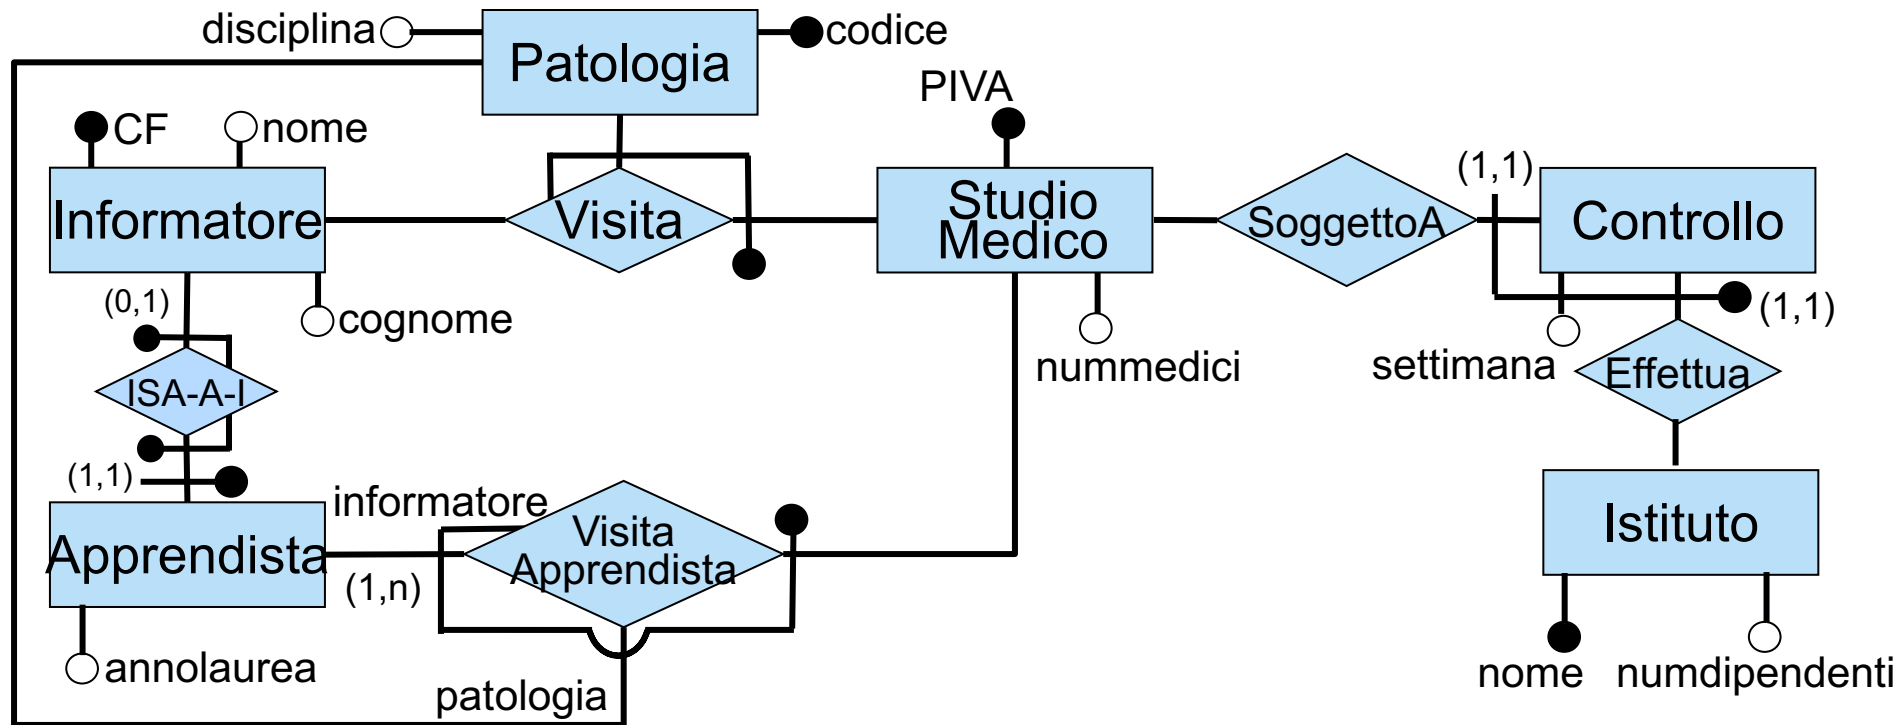 disciplina
codice
Patologia
PIVA
CF
nome
(1,1)
Informatore
Visita
Studio
Medico
SoggettoA
Controllo
(0,1)
cognome
(1,1)
nummedici
settimana
Effettua
ISA-A-I
(1,1)
informatore
Apprendista
Visita
Apprendista
Istituto
(1,n)
annolaurea
patologia
nome
numdipendenti